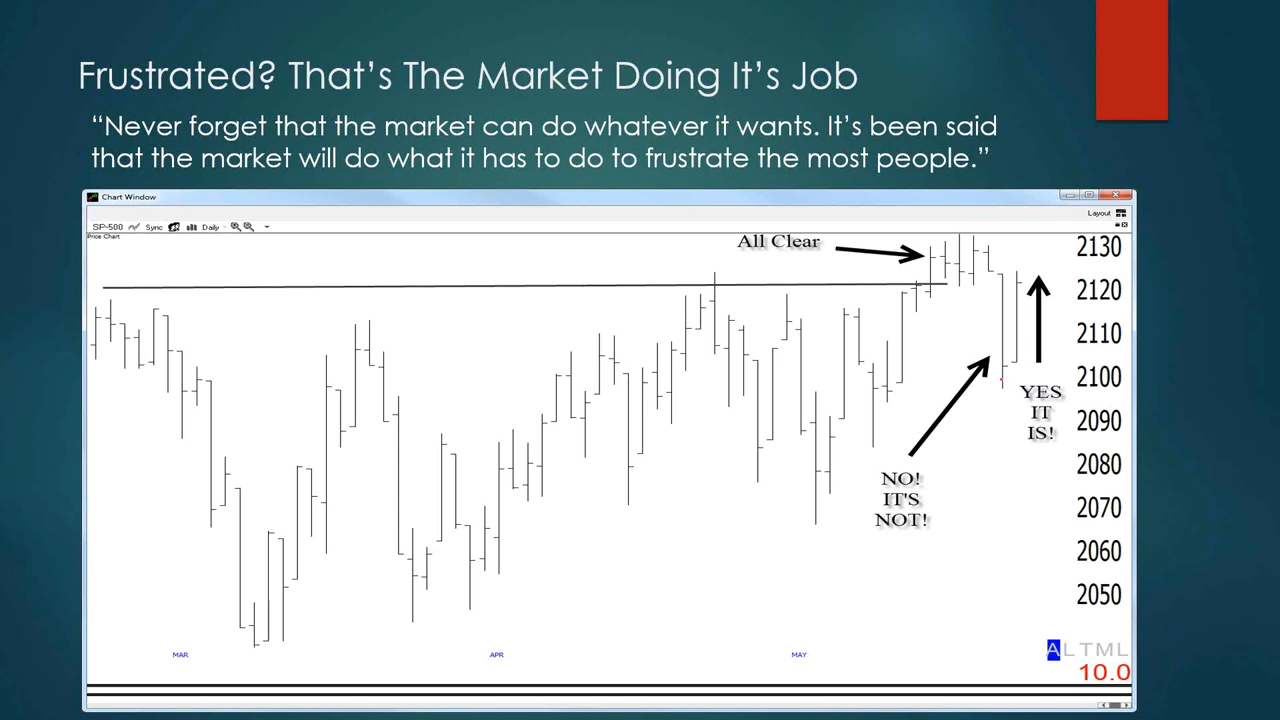 Frustrated? That’s The Market Doing It’s Job
“Never forget that the market can do whatever it wants. It’s been said
that the market will do what it has to do to frustrate the most people.”
Chart Window
Layout
SP-500 Sync Daily
Price Chart
All Clear
2130
2120
2110
2100
YES
IT
IS!
2090
2080
NO!
IT'S
NOT!
2070
2060
2050
MAR APR MAY
ALTML
10.0